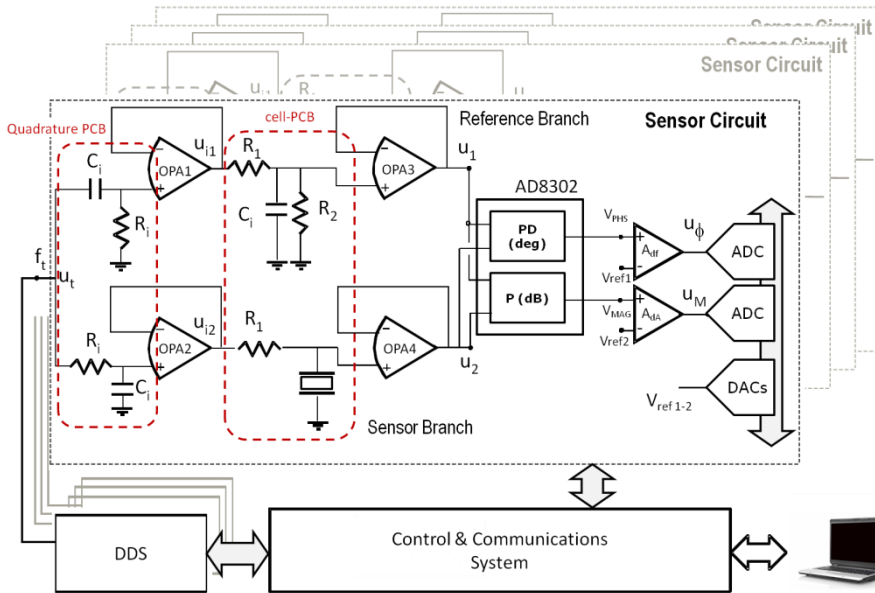 Sensor Circuit
Sensor Circuit
Sensor Circuit
u_i1
R
u
Quadrature PCB
cell-PCB
Reference Branch
Sensor Circuit
C_i
OPA1
u_i1
R_1
OPA3
u_1
R_i
C_i
R_2
AD8302
PD
(deg)
V_PHS
A_df
u_ϕ
ADC
Vref1
f_t
u_t
P (dB)
V_MAG
A_dA
u_M
ADC
Vref2
R_i
OPA2
u_i2
R_1
OPA4
u_2
C_i
V_ref 1-2
DACs
Sensor Branch
DDS
Control & Communications
System